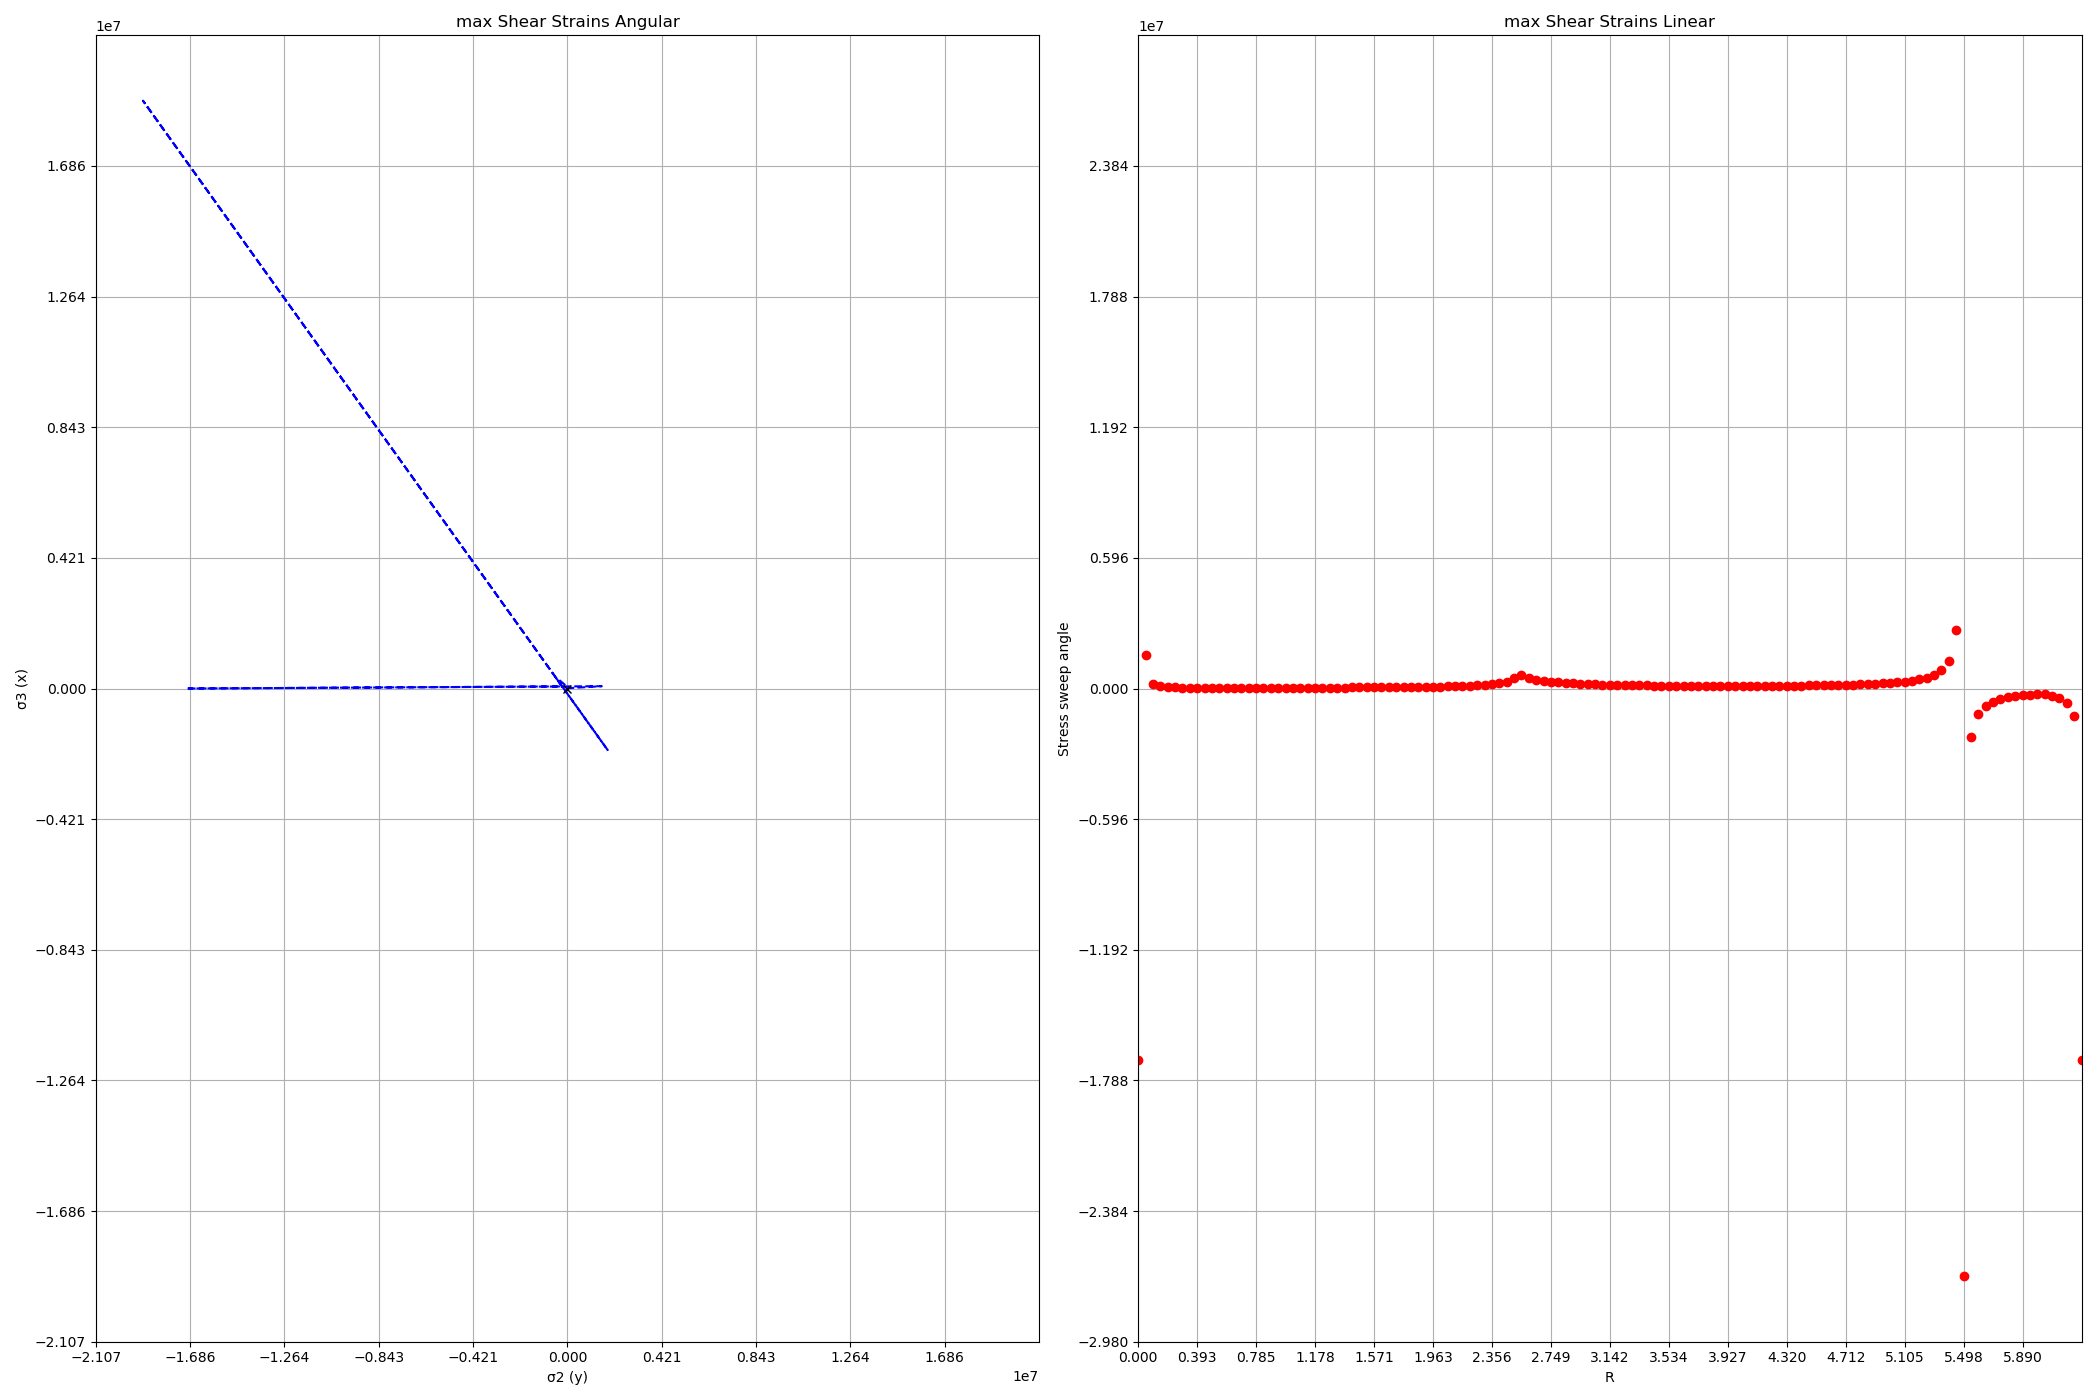 max Shear Strains Angular
1e7
1.686
1.264
0.843
0.421
0.000
−0.421
−0.843
−1.264
−1.686
−2.107
σ3 (x)
−2.107 −1.686 −1.264 −0.843 −0.421 0.000 0.421 0.843 1.264 1.686
1e7
σ2 (y)
max Shear Strains Linear
1e7
2.384
1.788
1.192
0.596
0.000
−0.596
−1.192
−1.788
−2.384
−2.980
Stress sweep angle
0.000 0.393 0.785 1.178 1.571 1.963 2.356 2.749 3.142 3.534 3.927 4.320 4.712 5.105 5.498 5.890
R